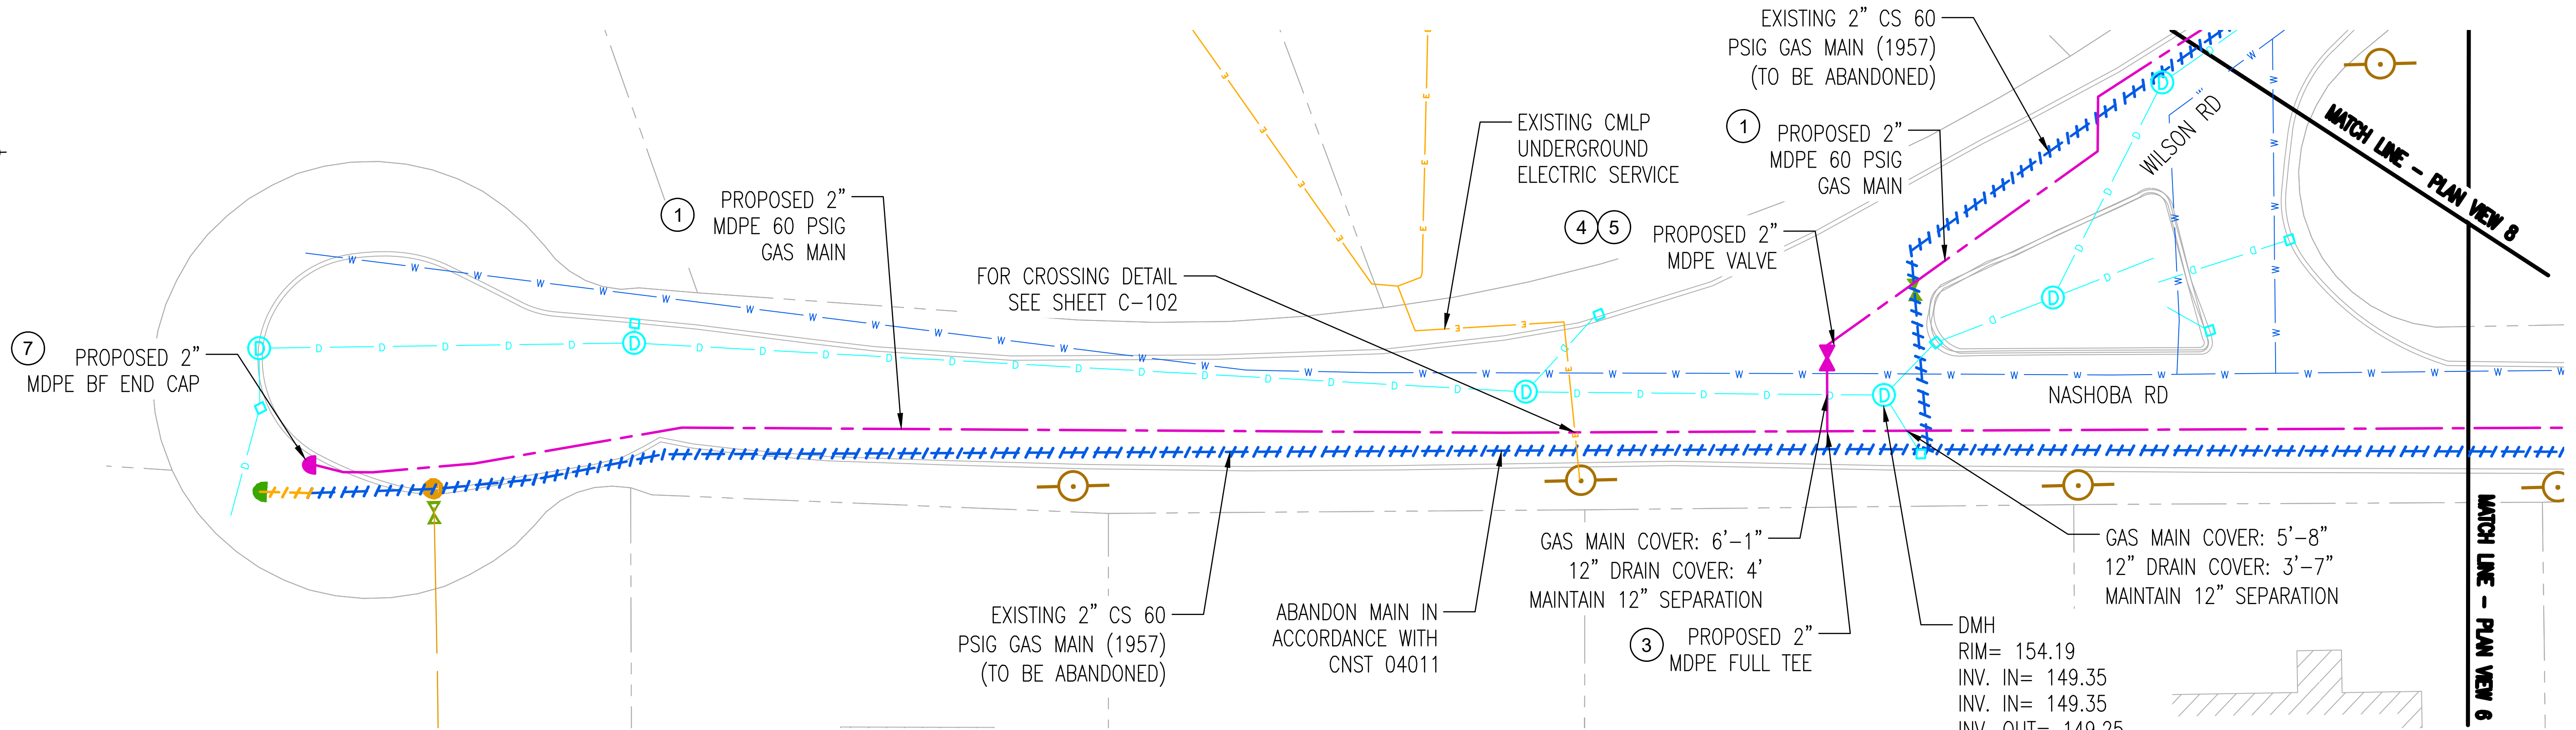 EXISTING 2" CS 60
PSIG GAS MAIN (1957)
(TO BE ABANDONED)
1
PROPOSED 2"
MDPE 60 PSIG
GAS MAIN
WILSON RD
MATCH LINE - PLAN VIEW 8
EXISTING CMLP
UNDERGROUND
ELECTRIC SERVICE
1
PROPOSED 2"
MDPE 60 PSIG
GAS MAIN
4 5
PROPOSED 2"
MDPE VALVE
FOR CROSSING DETAIL
SEE SHEET C-102
7
PROPOSED 2"
MDPE BF END CAP
NASHOBA RD
GAS MAIN COVER: 6'-1"
12" DRAIN COVER: 4'
MAINTAIN 12" SEPARATION
GAS MAIN COVER: 5'-8"
12" DRAIN COVER: 3'-7"
MAINTAIN 12" SEPARATION
MATCH LINE - PLAN VIEW 6
EXISTING 2" CS 60
PSIG GAS MAIN (1957)
(TO BE ABANDONED)
ABANDON MAIN IN
ACCORDANCE WITH
CNST 04011
3
PROPOSED 2"
MDPE FULL TEE
DMH
RIM= 154.19
INV. IN= 149.35
INV. IN= 149.35
INV. OUT= 149.25